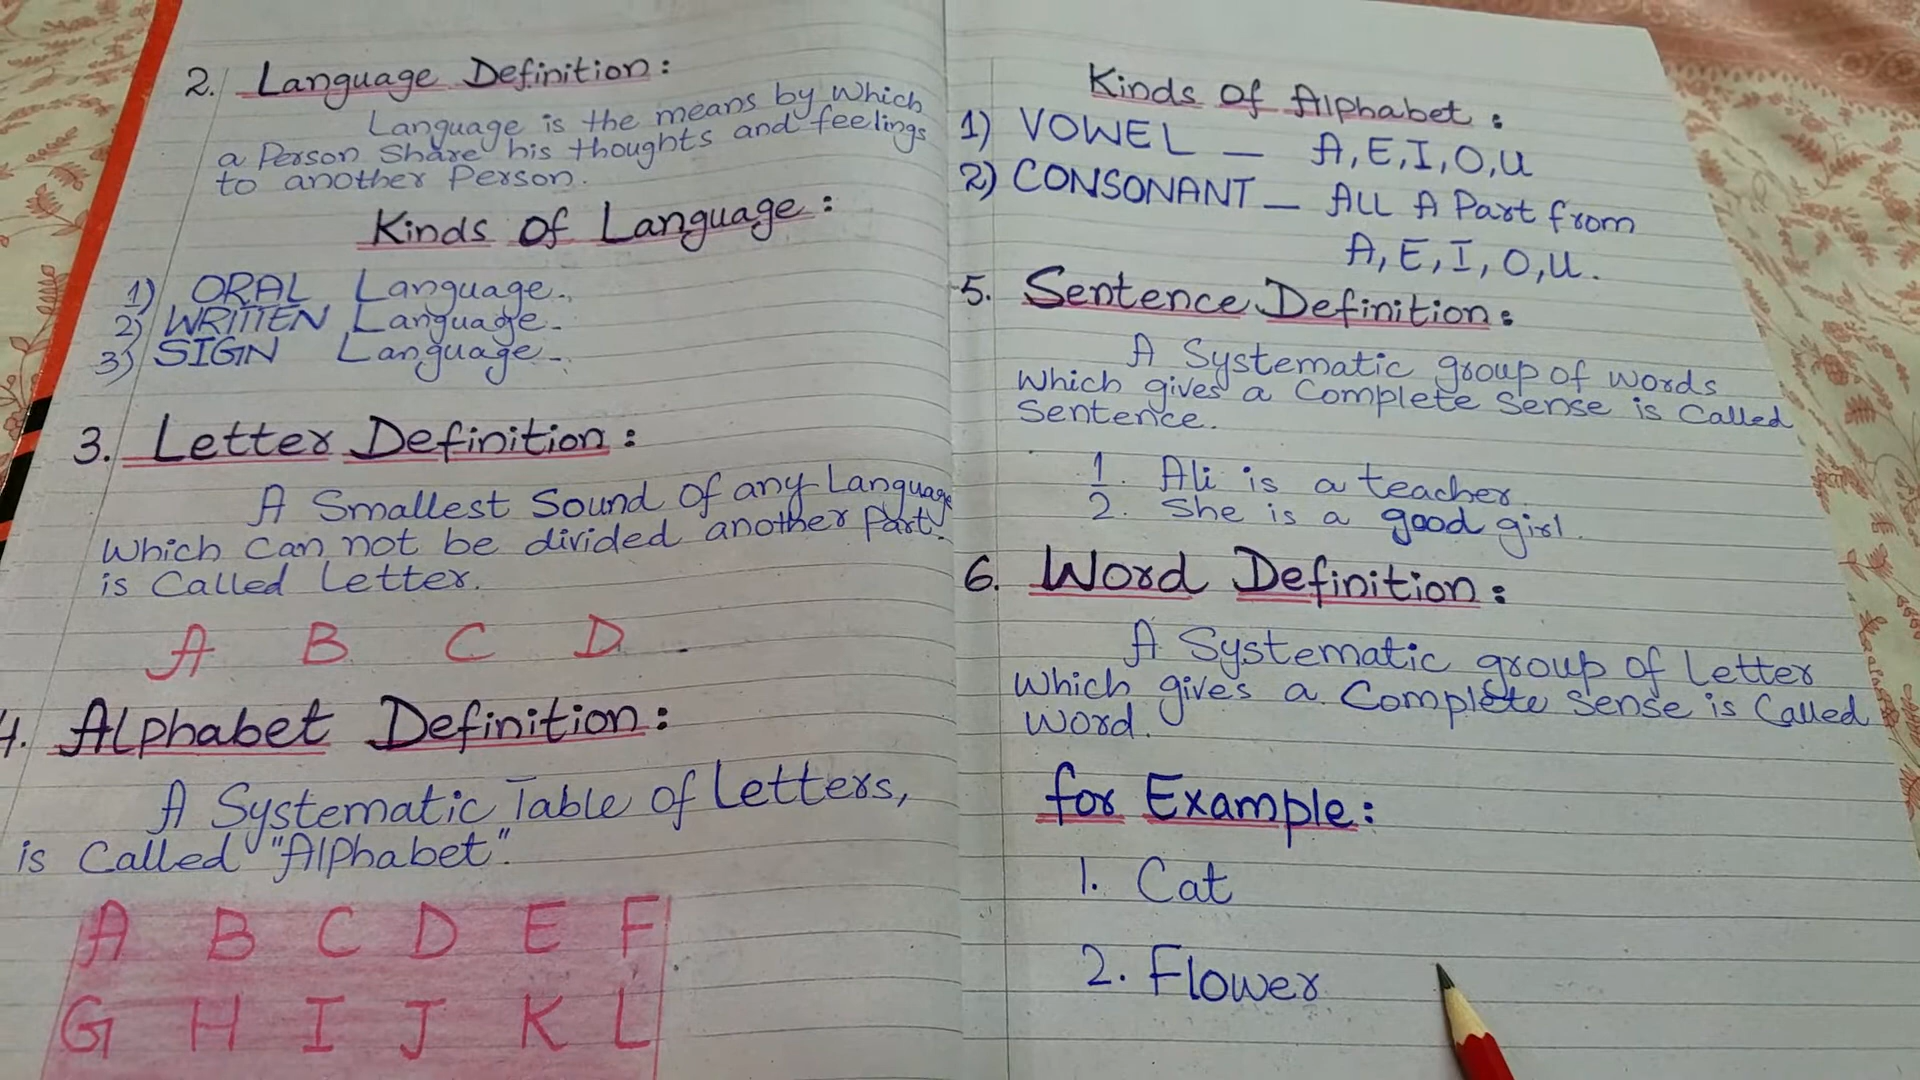 2. Language Definition:
Language is the means by Which
a Person Share his thoughts and feelings
to another Person.
Kinds Of Language:
1) ORAL Language.
2) WRITTEN Language.
3) SIGN Language.
3. Letter Definition:
A Smallest Sound Of any Language
Which Can not be divided another Part.
is Called Letter.
A B C D
4. Alphabet Definition:
A Systematic Table of Letters,
is Called "Alphabet".
A B C D E F
G H I J K L
Kinds Of Alphabet:
1) VOWEL _ A, E, I, O, U
2) CONSONANT _ ALL A Part from
A, E, I, O, U.
5. Sentence Definition:
A Systematic group of words
Which gives a Complete Sense is Called
Sentence.
1. Ali is a teacher.
2. She is a good girl.
6. Word Definition:
A Systematic group of Letter
Which gives a Complete Sense is Called
Word.
for Example:
1. Cat
2. Flower